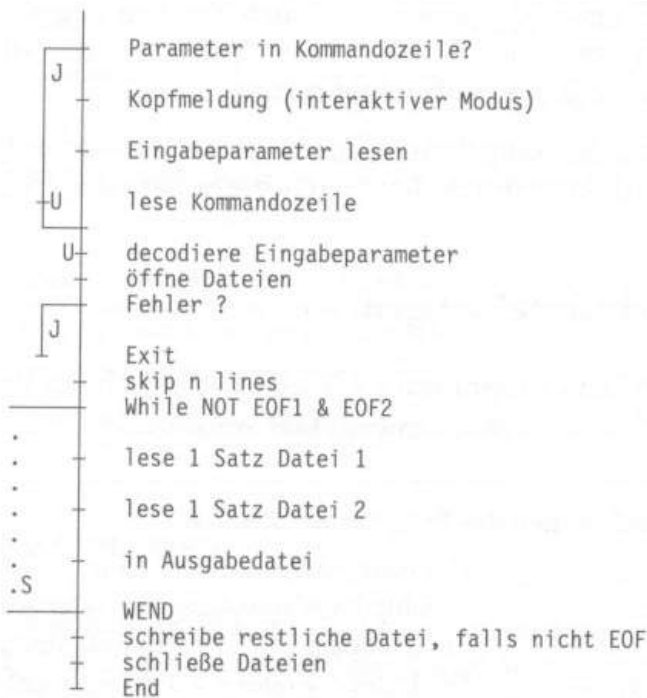 Parameter in Kommandozeile?
J
Kopfmeldung (interaktiver Modus)
Eingabeparameter lesen
U lese Kommandozeile
U decodiere Eingabeparameter
öffne Dateien
Fehler ?
J
Exit
skip n lines
While NOT EOF1 & EOF2
lese 1 Satz Datei 1
lese 1 Satz Datei 2
in Ausgabedatei
.S
WEND
schreibe restliche Datei, falls nicht EOF
schließe Dateien
End